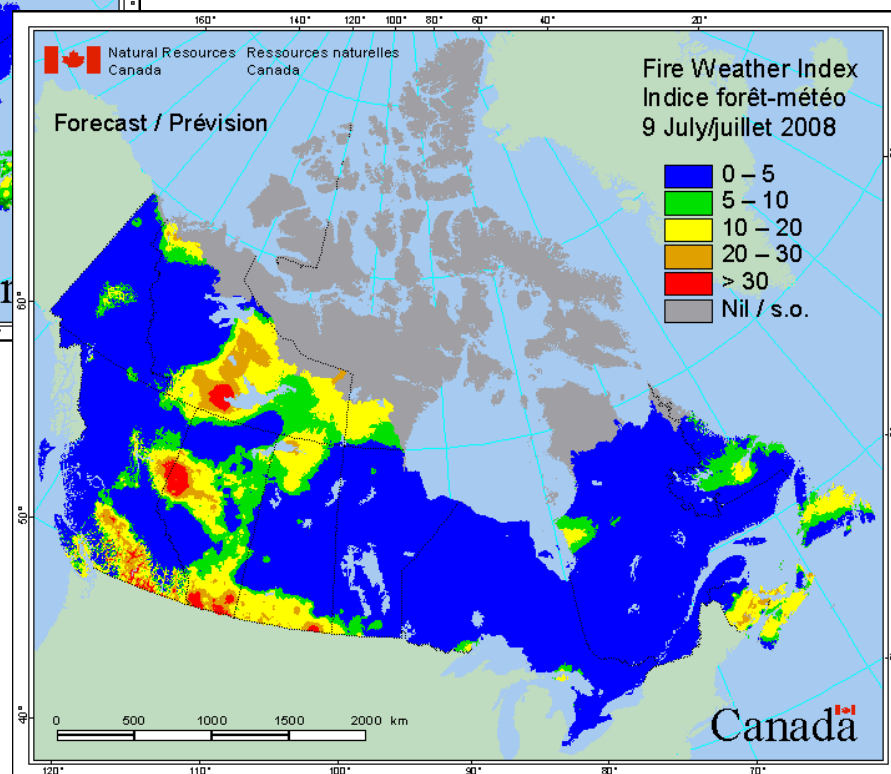 160° 140° 120° 100° 80° 60° 40° 20°
Natural Resources Ressources naturelles
Canada Canada
Forecast / Prévision
Fire Weather Index
Indice forêt-météo
9 July/juillet 2008
0 – 5
5 – 10
10 – 20
20 – 30
> 30
Nil / s.o.
60°
50°
40°
0 500 1000 1500 2000 km
Canada
120° 110° 100° 90° 80° 70°